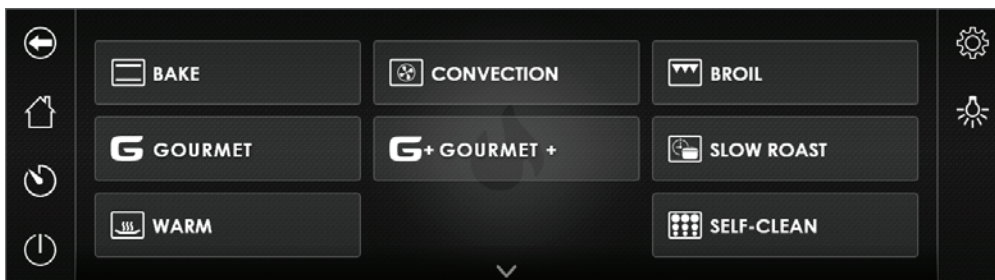 BAKE
CONVECTION
BROIL
GOURMET
G+ GOURMET +
SLOW ROAST
WARM
SELF-CLEAN